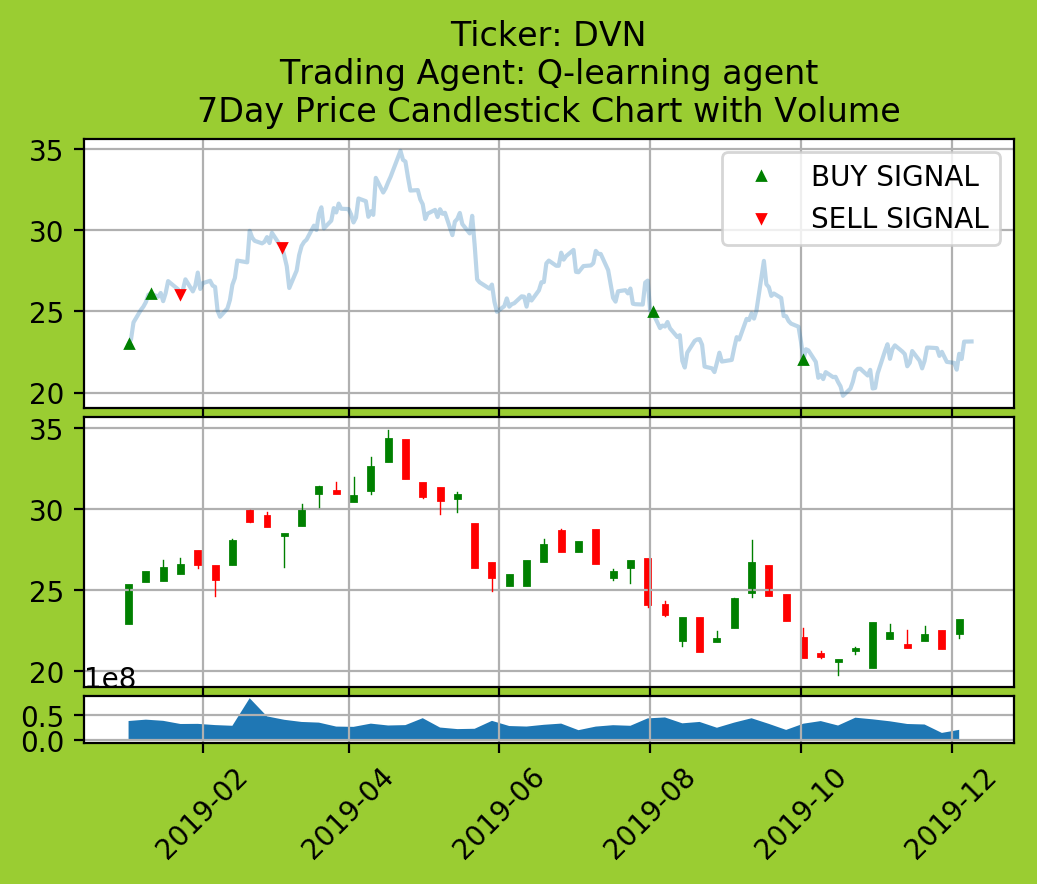 Ticker: DVN
Trading Agent: Q-learning agent
7Day Price Candlestick Chart with Volume
35
30
25
20
BUY SIGNAL
SELL SIGNAL
35
30
25
20
1e8
0.5
0.0
2019-02
2019-04
2019-06
2019-08
2019-10
2019-12